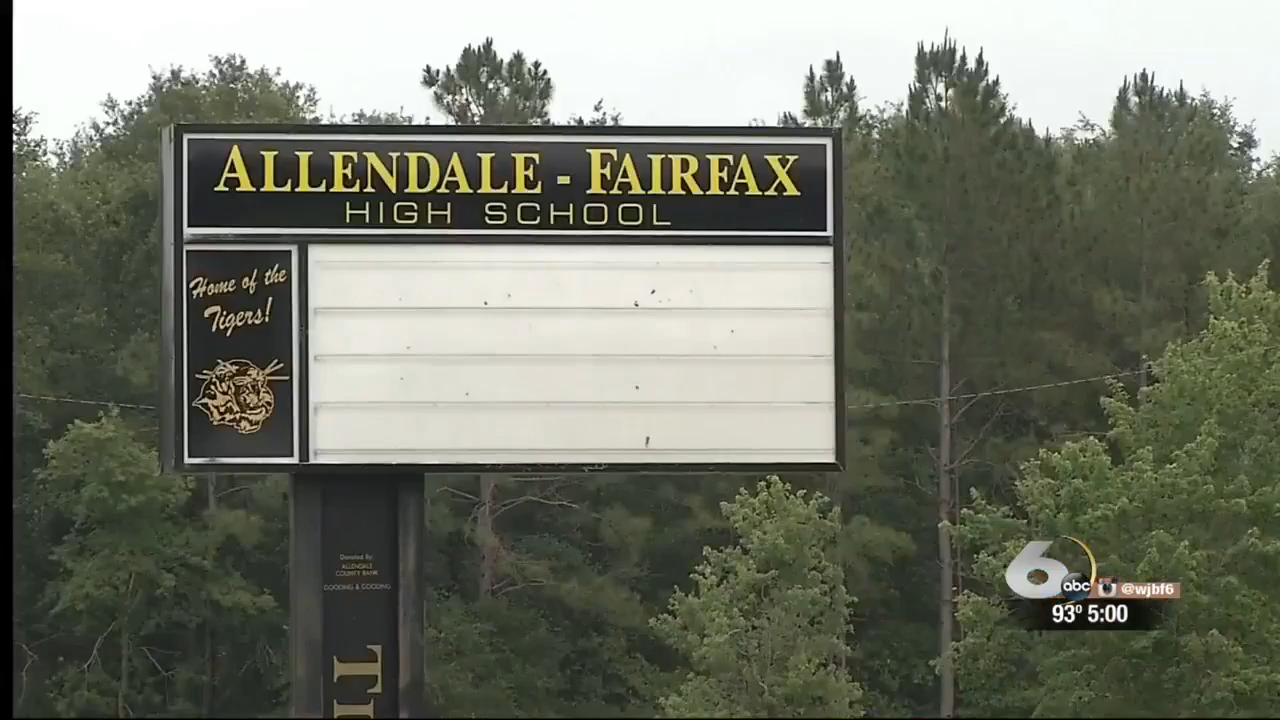 ALLENDALE - FAIRFAX
HIGH SCHOOL
Home of the
Tigers!
Donated By:
ALLENDALE
COUNTY BANK
GOODING & GOODING
TI
6
abc
@wjbf6
93° 5:00